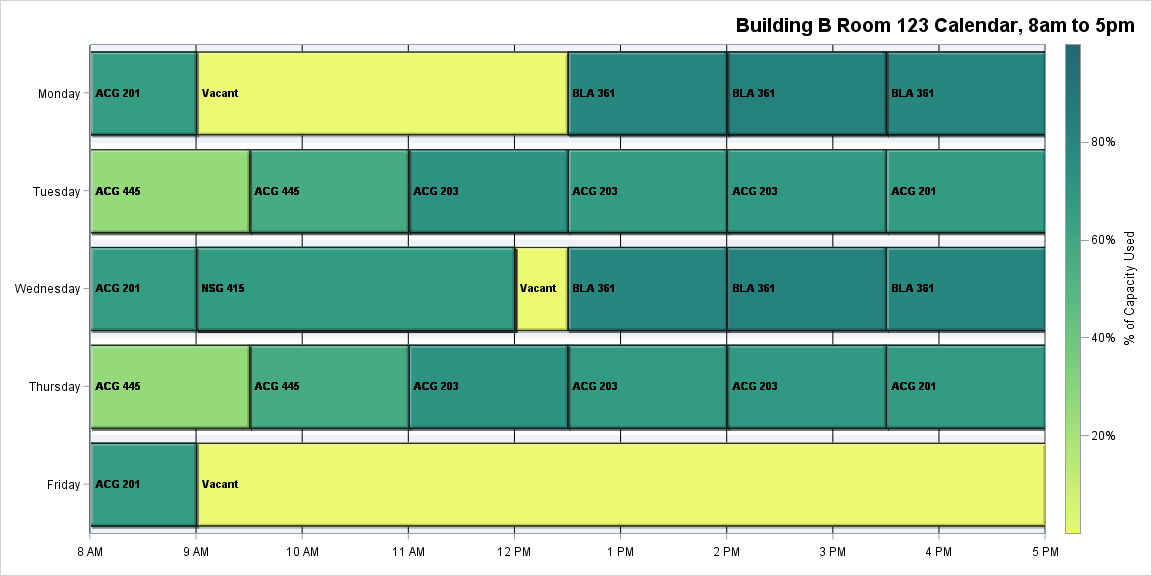 Building B Room 123 Calendar, 8am to 5pm
Monday ACG 201 Vacant BLA 361 BLA 361 BLA 361
80%
Tuesday ACG 445 ACG 445 ACG 203 ACG 203 ACG 203 ACG 201
60%
% of Capacity Used
Wednesday ACG 201 NSG 415 Vacant BLA 361 BLA 361 BLA 361
40%
Thursday ACG 445 ACG 445 ACG 203 ACG 203 ACG 203 ACG 201
20%
Friday ACG 201 Vacant
8 AM 9 AM 10 AM 11 AM 12 PM 1 PM 2 PM 3 PM 4 PM 5 PM